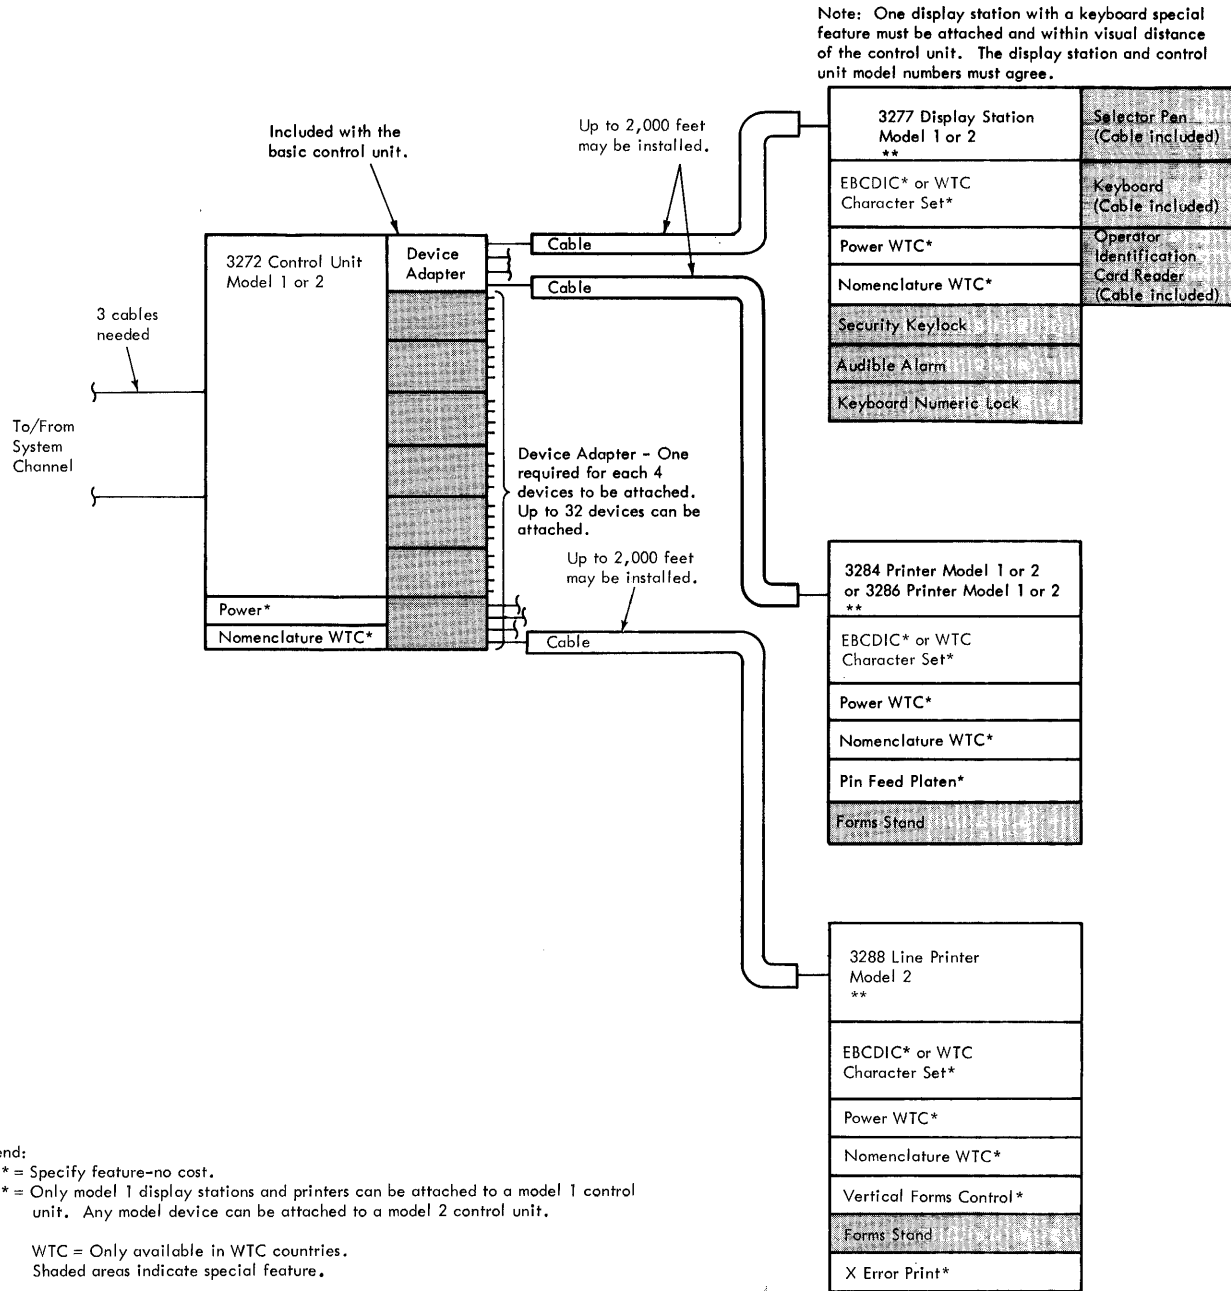 Note: One display station with a keyboard special
feature must be attached and within visual distance
of the control unit. The display station and control
unit model numbers must agree.
Included with the
basic control unit.
Up to 2,000 feet
may be installed.
3277 Display Station
Model 1 or 2
**
Selector Pen
(Cable included)
EBCDIC* or WTC
Character Set*
Keyboard
(Cable included)
Power WTC*
Nomenclature WTC*
Operator
Identification
Card Reader
(Cable included)
Security Keylock
Audible Alarm
Keyboard Numeric Lock
3272 Control Unit
Model 1 or 2
Device
Adapter
Cable
Cable
3 cables
needed
To/From
System
Channel
Device Adapter - One
required for each 4
devices to be attached.
Up to 32 devices can be
attached.
Up to 2,000 feet
may be installed.
Power*
Nomenclature WTC*
Cable
3284 Printer Model 1 or 2
or 3286 Printer Model 1 or 2
**
EBCDIC* or WTC
Character Set*
Power WTC*
Nomenclature WTC*
Pin Feed Platen*
Forms Stand
3288 Line Printer
Model 2
**
EBCDIC* or WTC
Character Set*
Power WTC*
Nomenclature WTC*
Vertical Forms Control*
Forms Stand
X Error Print*
end:
* = Specify feature-no cost.
* = Only model 1 display stations and printers can be attached to a model 1 control
unit. Any model device can be attached to a model 2 control unit.
WTC = Only available in WTC countries.
Shaded areas indicate special feature.